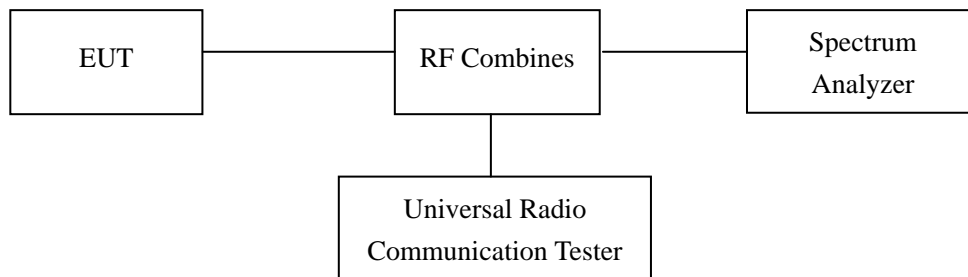 EUT
RF Combines
Spectrum
Analyzer
Universal Radio
Communication Tester